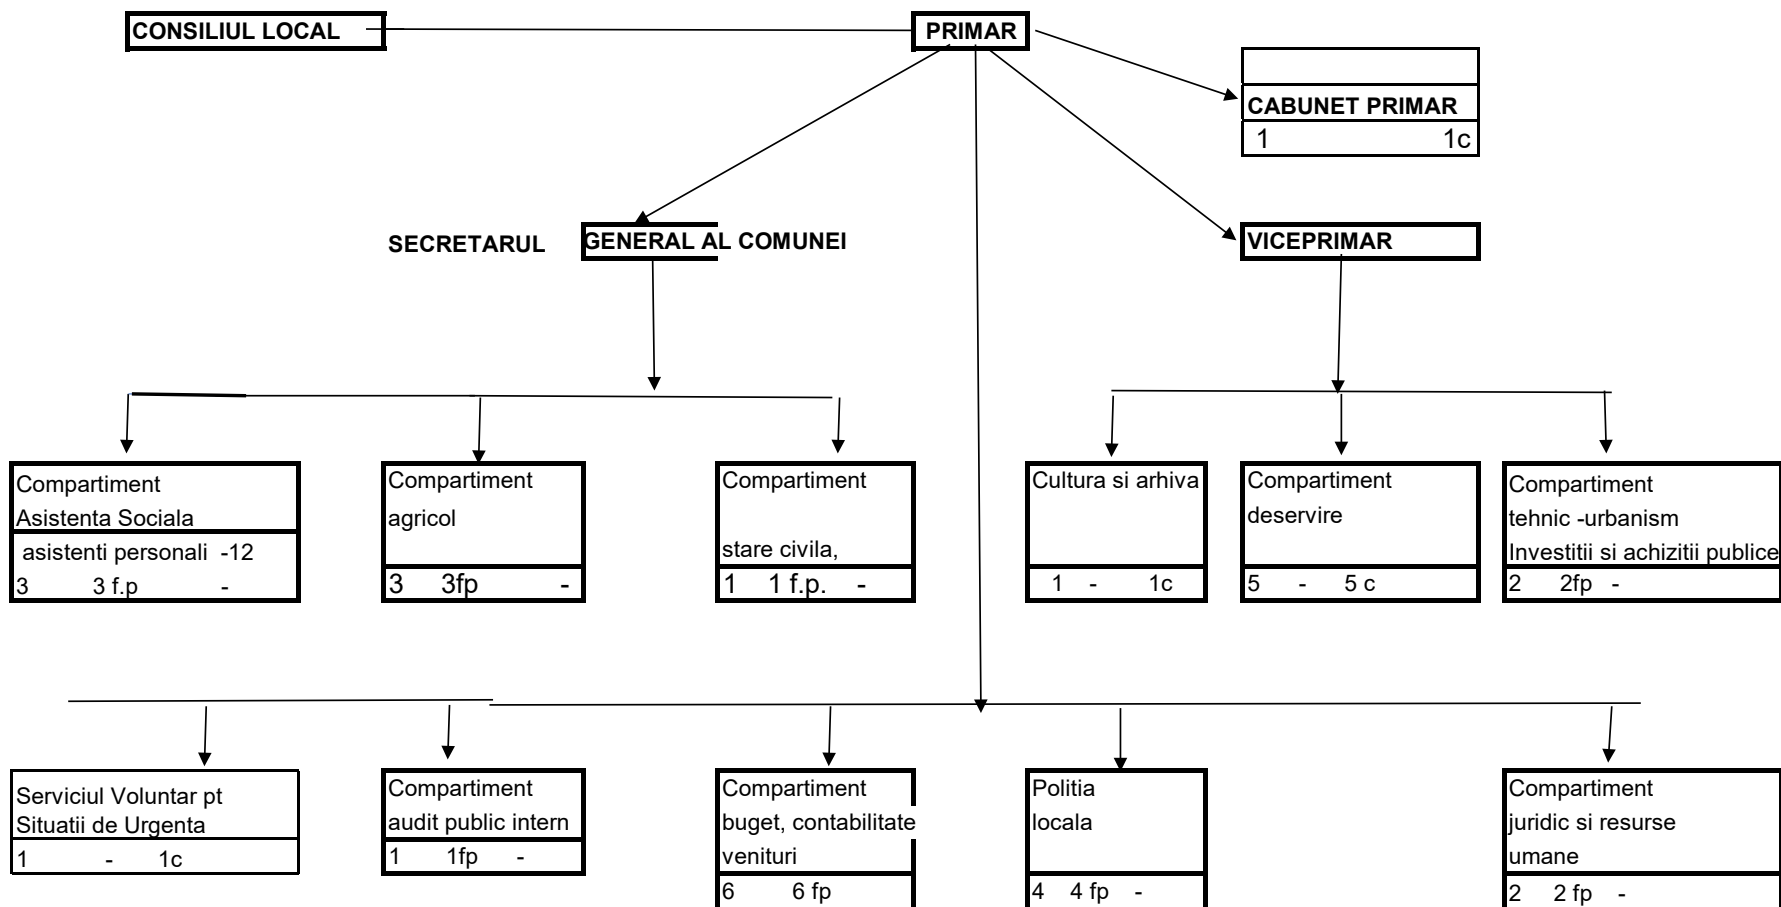 CONSILIUL LOCAL
PRIMAR
CABUNET PRIMAR
1 1c
SECRETARUL GENERAL AL COMUNEI
VICEPRIMAR
Compartiment
Asistenta Sociala
asistenti personali -12
3 3 f.p -
Compartiment
agricol
3 3fp -
Compartiment
stare civila,
1 1 f.p. -
Cultura si arhiva
1 - 1c
Compartiment
deservire
5 - 5 c
Compartiment
tehnic -urbanism
Investitii si achizitii publice
2 2fp -
Serviciul Voluntar pt
Situatii de Urgenta
1 - 1c
Compartiment
audit public intern
1 1fp -
Compartiment
buget, contabilitate
venituri
6 6 fp
Politia
locala
4 4 fp -
Compartiment
juridic si resurse
umane
2 2 fp -